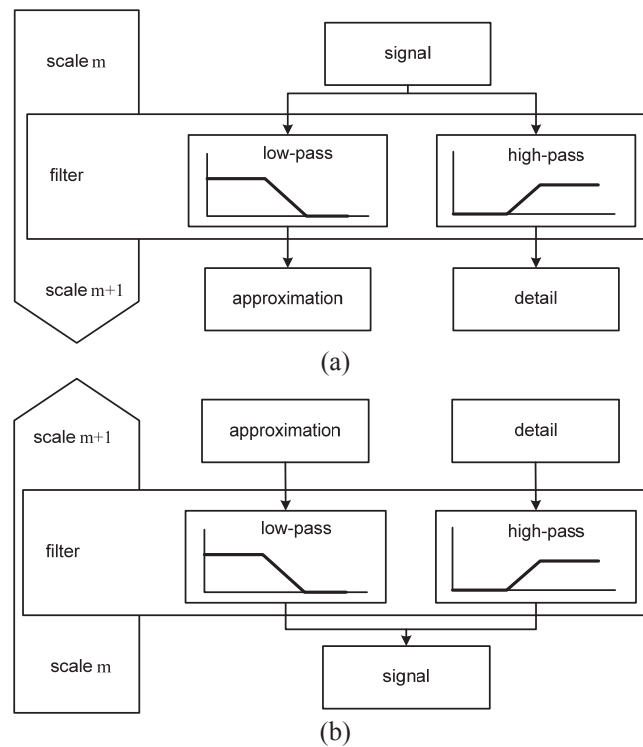 scale m
signal
filter
low-pass
high-pass
scale m+1
approximation
detail
(a)
scale m+1
approximation
detail
filter
low-pass
high-pass
scale m
signal
(b)